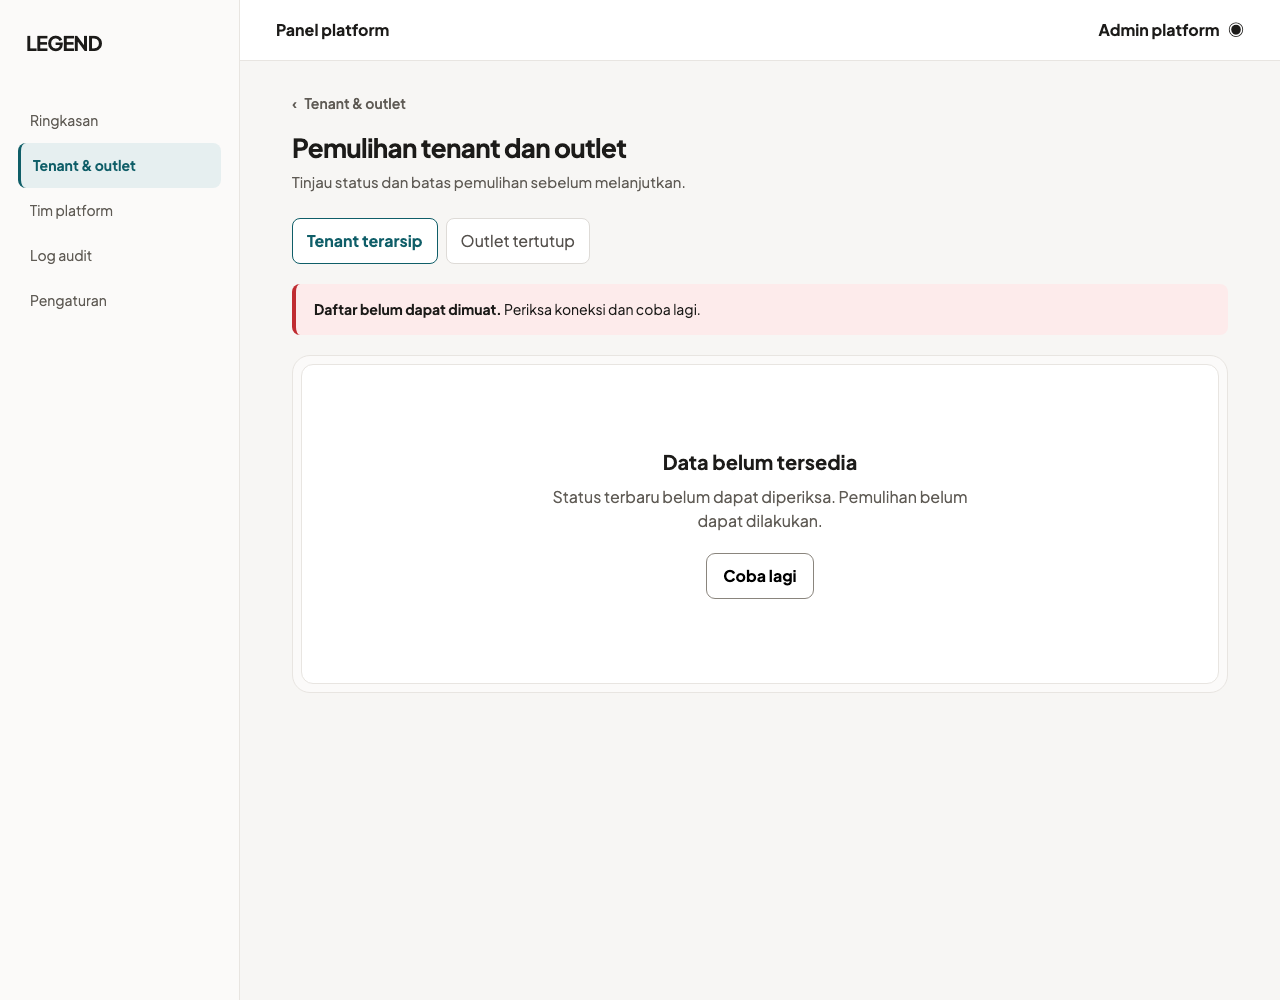 LEGEND
Panel platform
Admin platform
Ringkasan
Tenant & outlet
Tim platform
Log audit
Pengaturan
‹ Tenant & outlet
Pemulihan tenant dan outlet
Tinjau status dan batas pemulihan sebelum melanjutkan.
Tenant terarsip
Outlet tertutup
Daftar belum dapat dimuat. Periksa koneksi dan coba lagi.
Data belum tersedia
Status terbaru belum dapat diperiksa. Pemulihan belum
dapat dilakukan.
Coba lagi